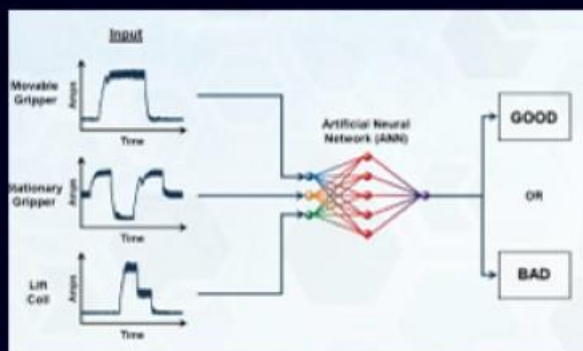 Input
Movable
Gripper
Amps
Time
Artificial Neural
Network (ANN)
GOOD
Stationary
Gripper
Amps
Time
OR
Lift
Coil
Amps
Time
BAD